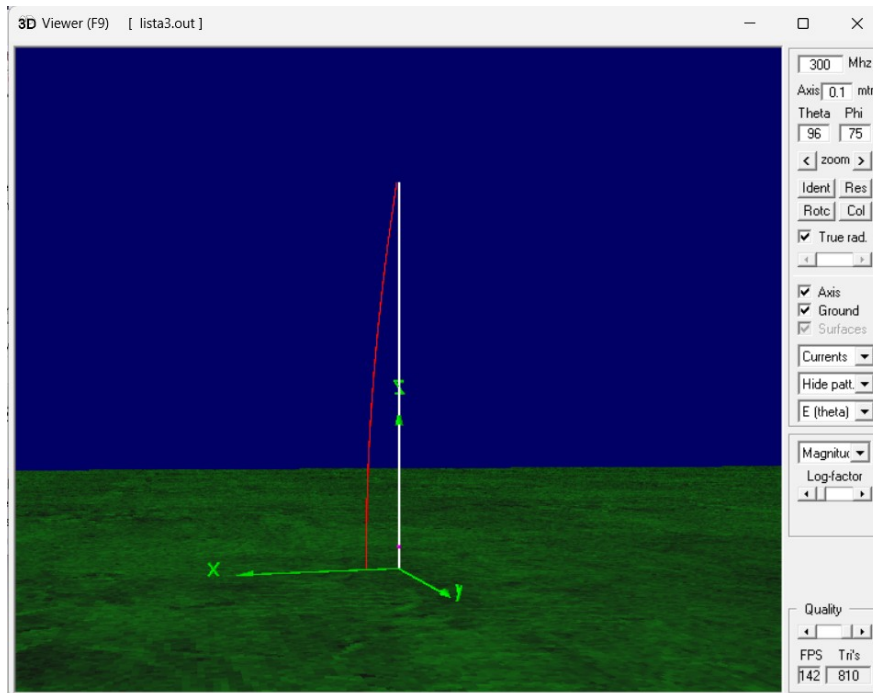 3D Viewer (F9) [ lista3.out ]
300 Mhz
Axis 0.1 mtr
Theta Phi
96 75
< zoom >
Ident Res
Rotc Col
True rad.
Axis
Ground
Surfaces
Currents
Hide patt.
E (theta)
Magnituc
Log-factor
Z
X
y
Quality
FPS Tri's
142 810